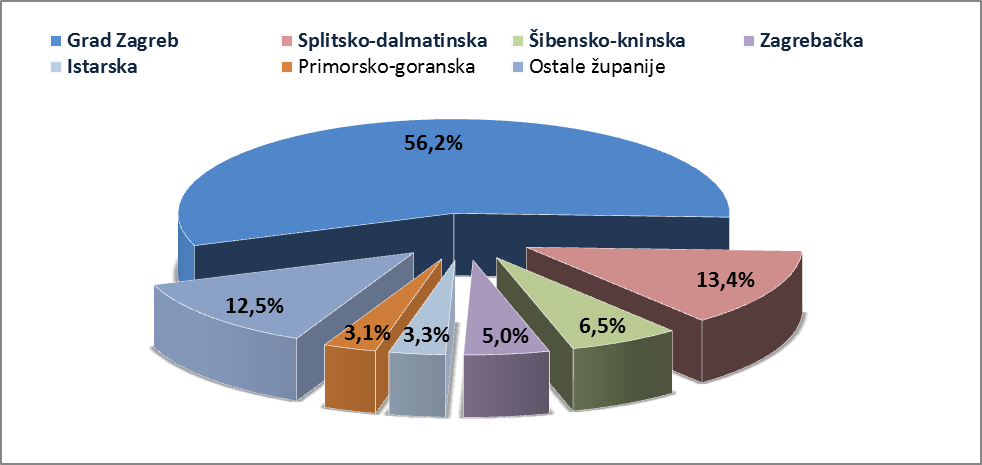 Grad Zagreb Splitsko-dalmatinska Šibensko-kninska Zagrebačka
Istarska Primorsko-goranska Ostale županije
56,2%
13,4%
12,5%
6,5%
3,1% 3,3% 5,0%